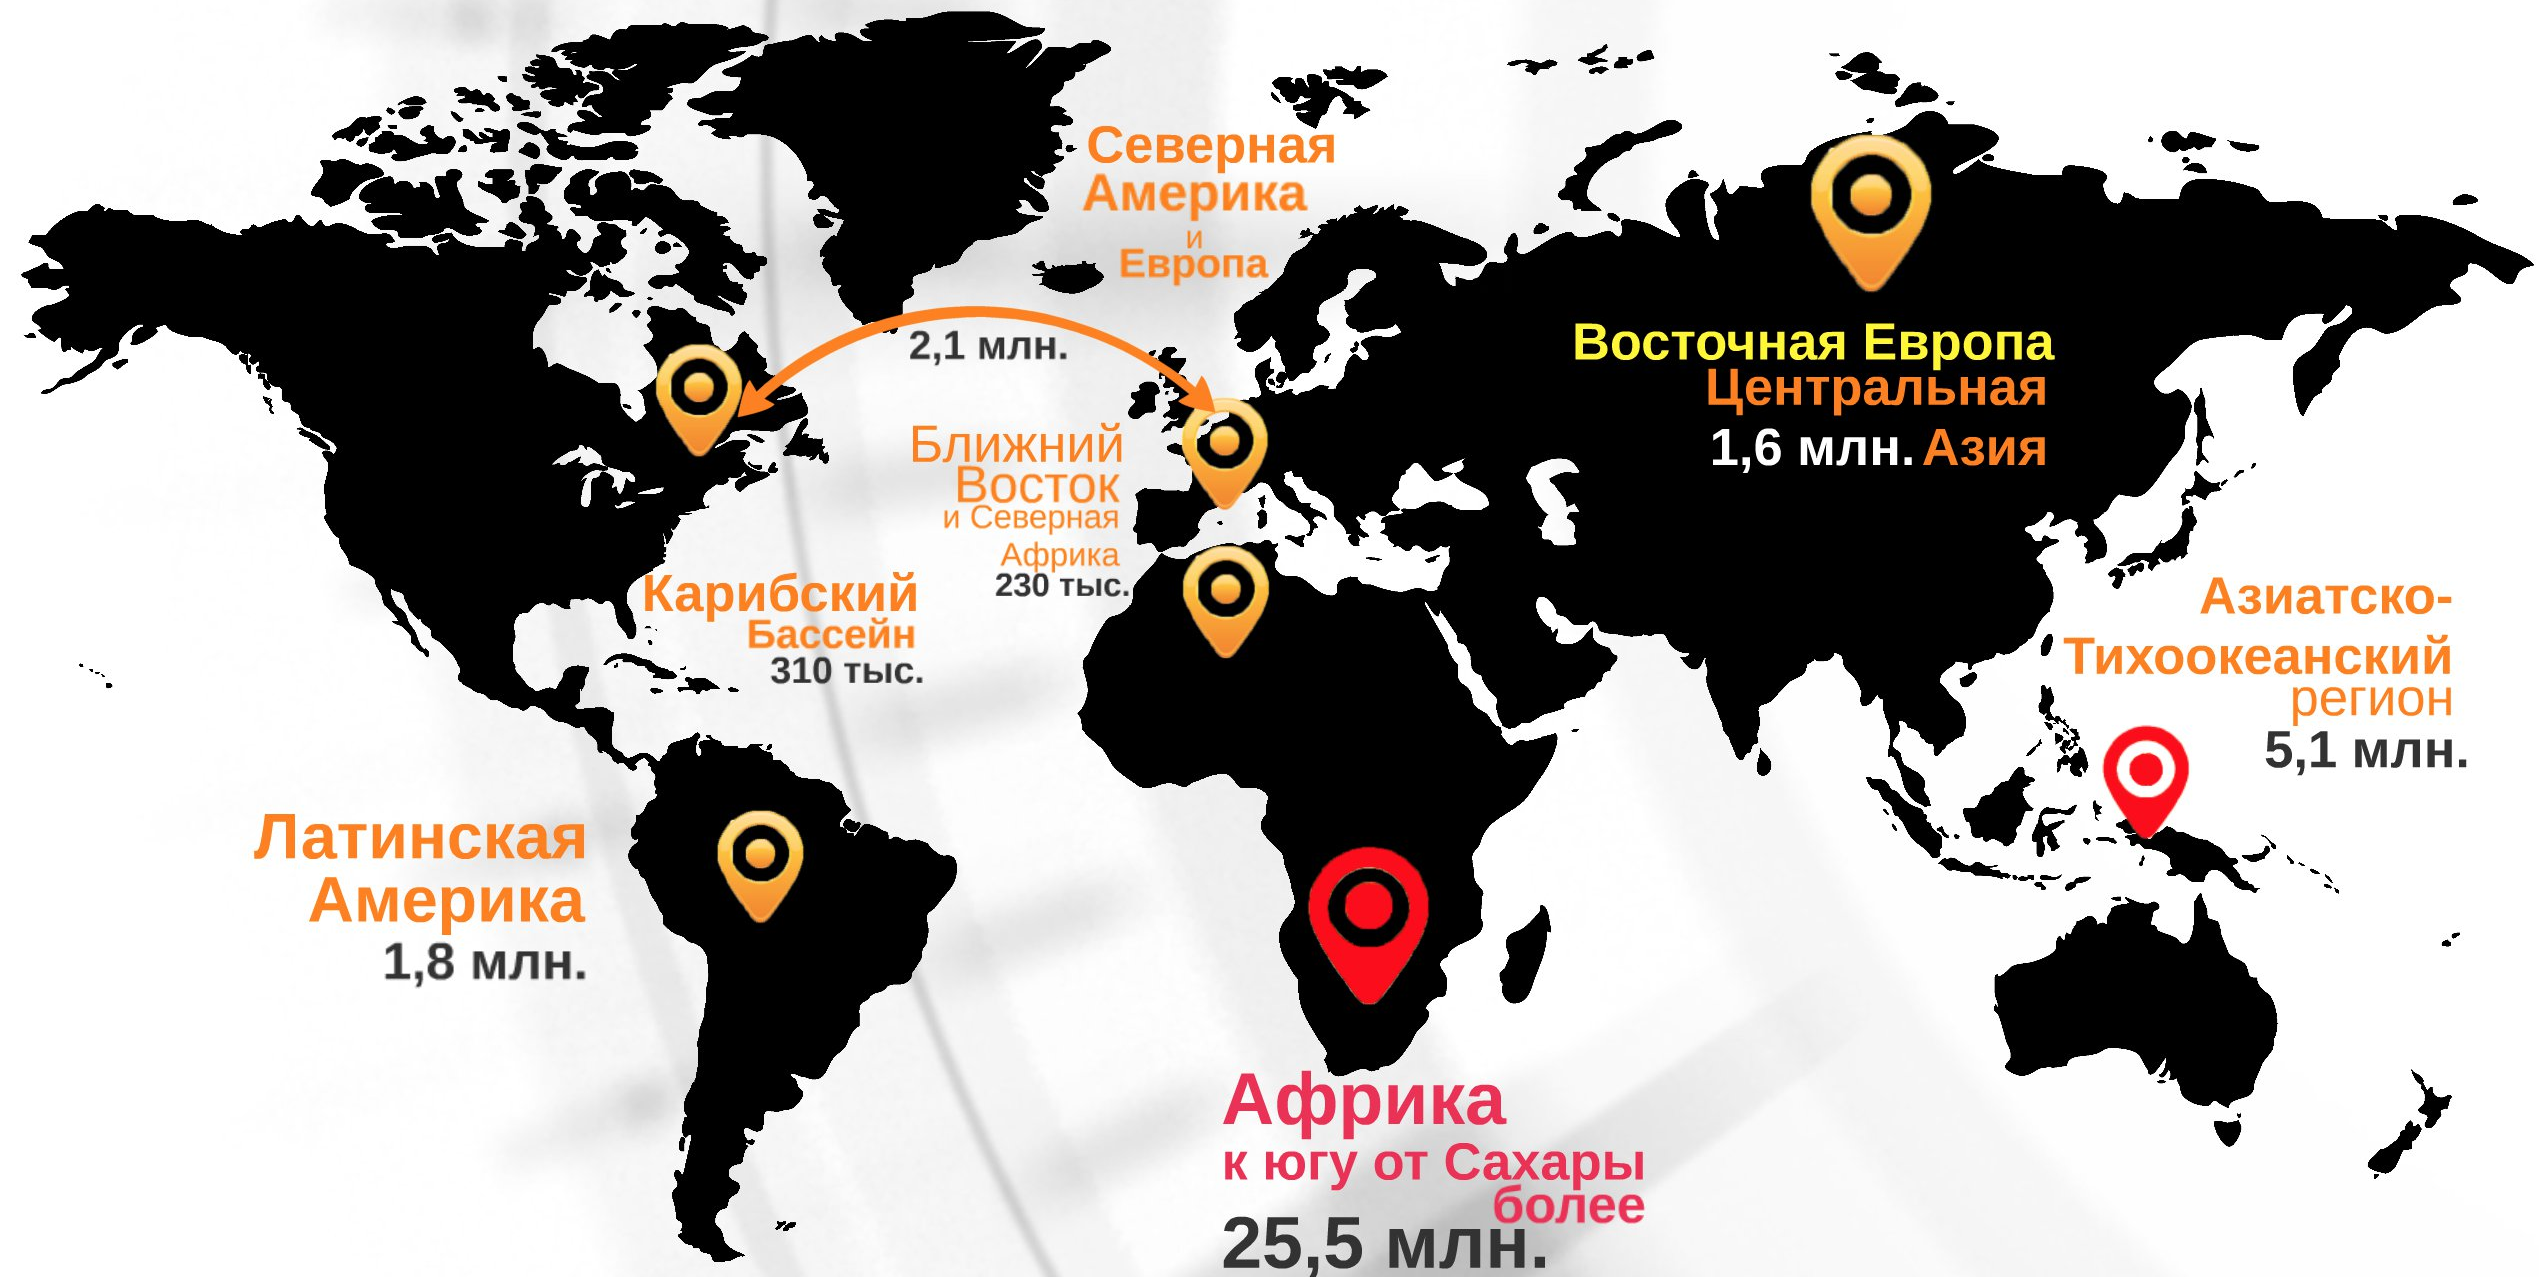 Северная
Америка
и
Европа
2,1 млн.
Восточная Европа
Центральная
1,6 млн. Азия
Ближний
Восток
и Северная
Африка
230 тыс.
Карибский
Бассейн
310 тыс.
Азиатско-
Тихоокеанский
регион
5,1 млн.
Латинская
Америка
1,8 млн.
Африка
к югу от Сахары
более
25,5 млн.